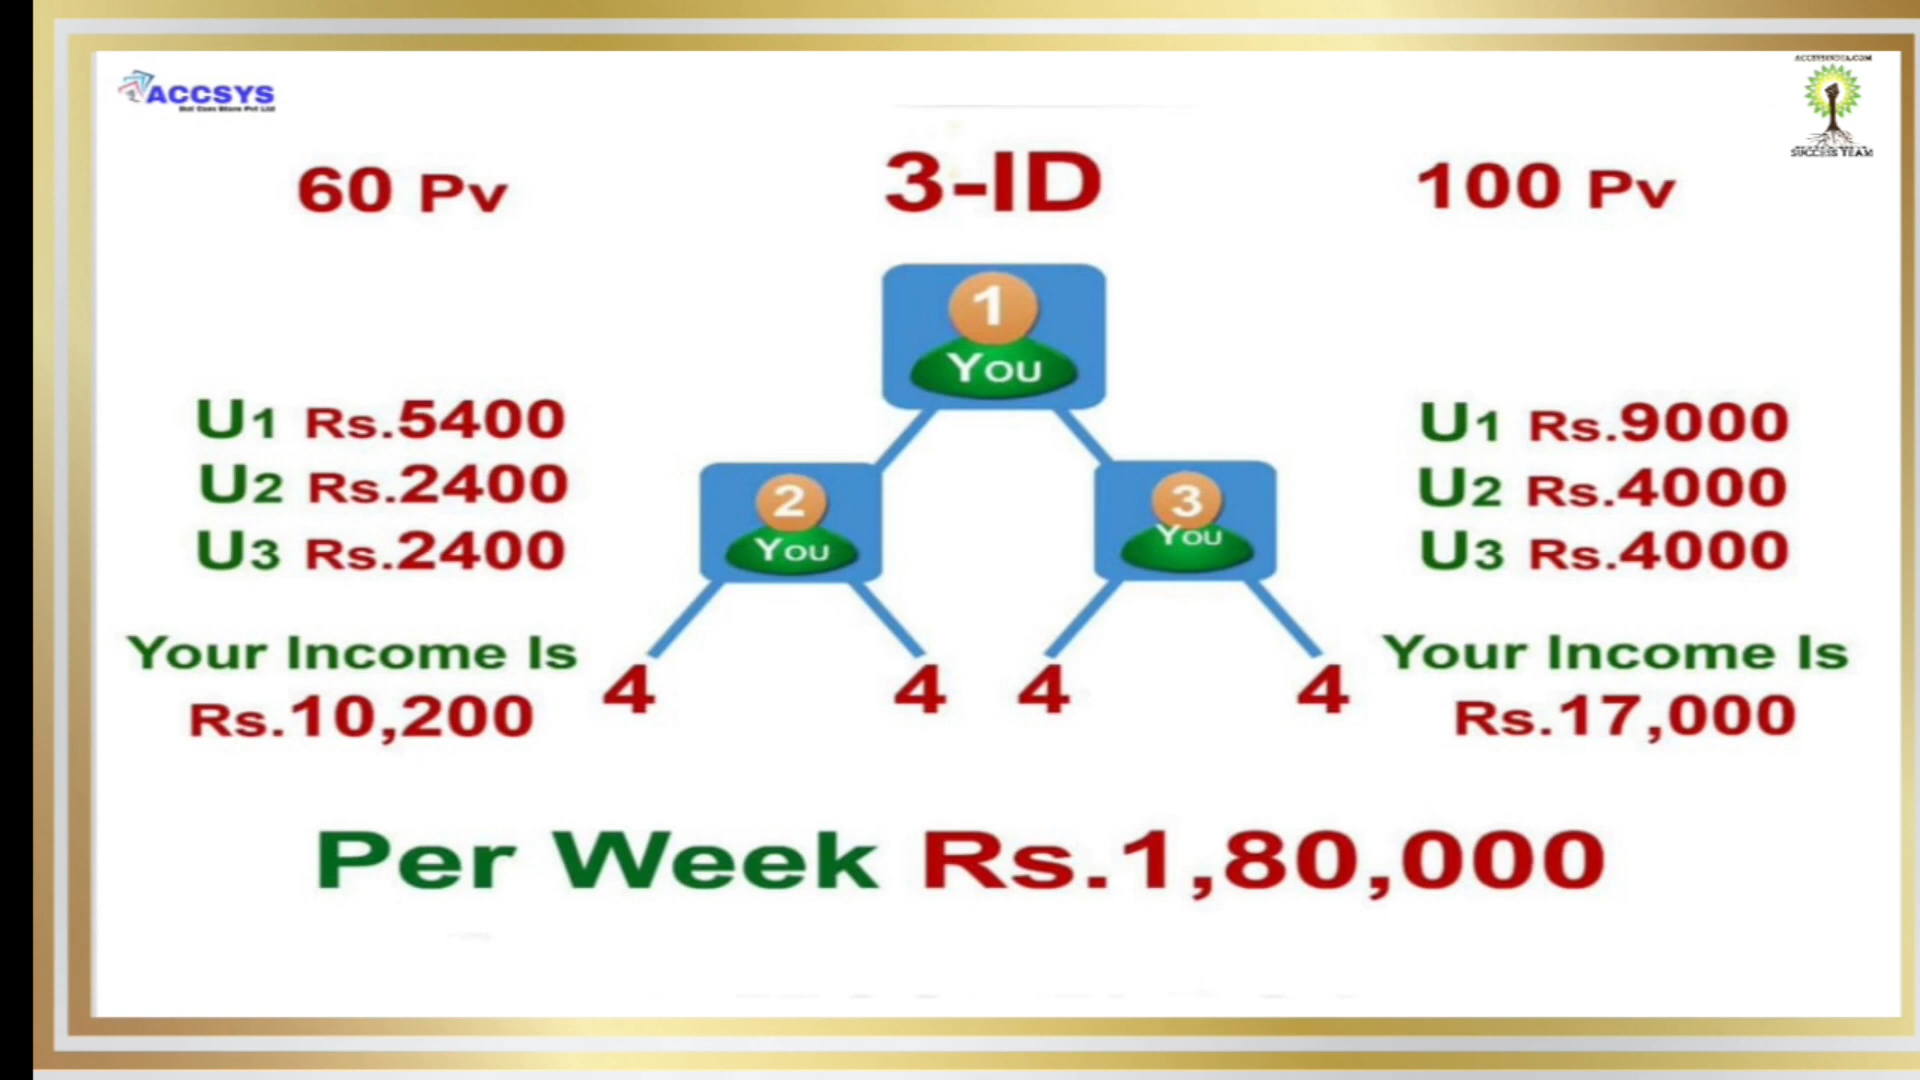 ACCSYS
60 Pv
3-ID
100 Pv
SUCCESS TEAM
1
You
U1 Rs.5400
U2 Rs.2400
U3 Rs.2400
2
You
3
You
U1 Rs.9000
U2 Rs.4000
U3 Rs.4000
Your Income Is
Rs.10,200
4 4 4 4
Your Income Is
Rs.17,000
Per Week Rs.1,80,000